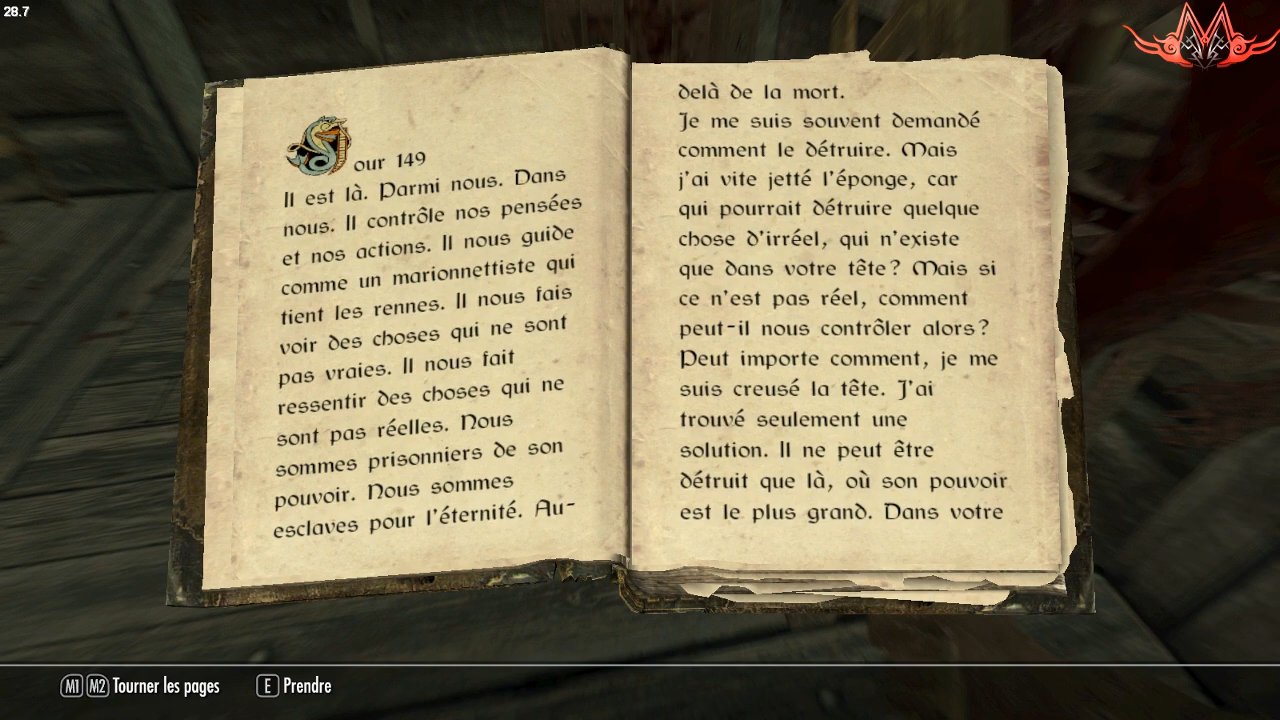 28.7
M
Jour 149
Il est là. Parmi nous. Dans
nous. Il contrôle nos pensées
et nos actions. Il nous guide
comme un marionnettiste qui
tient les rennes. Il nous fais
voir des choses qui ne sont
pas vraies. Il nous fait
ressentir des choses qui ne
sont pas réelles. Nous
sommes prisonniers de son
pouvoir. Nous sommes
esclaves pour l'éternité. Au-
delà de la mort.
Je me suis souvent demandé
comment le détruire. Mais
j'ai vite jetté l'éponge, car
qui pourrait détruire quelque
chose d'irréel, qui n'existe
que dans votre tête? Mais si
ce n'est pas réel, comment
peut-il nous contrôler alors?
Peut importe comment, je me
suis creusé la tête. J'ai
trouvé seulement une
solution. Il ne peut être
détruit que là, où son pouvoir
est le plus grand. Dans votre
M1 M2 Tourner les pages E Prendre